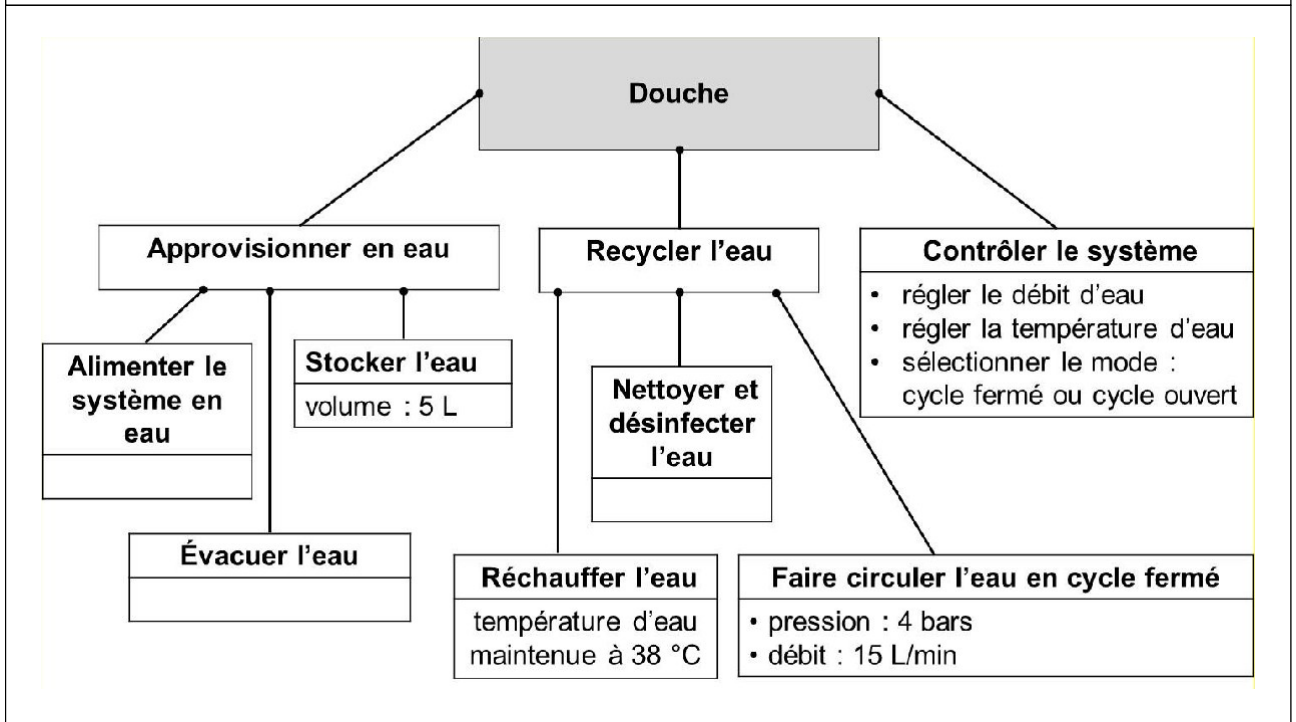 Douche
Approvisionner en eau
Recycler l’eau
Contrôler le système
• régler le débit d’eau
• régler la température d’eau
• sélectionner le mode :
cycle fermé ou cycle ouvert
Alimenter le
système en
eau
Stocker l’eau
volume : 5 L
Nettoyer et
désinfecter
l’eau
Évacuer l’eau
Réchauffer l’eau
température d’eau
maintenue à 38 °C
Faire circuler l’eau en cycle fermé
• pression : 4 bars
• débit : 15 L/min